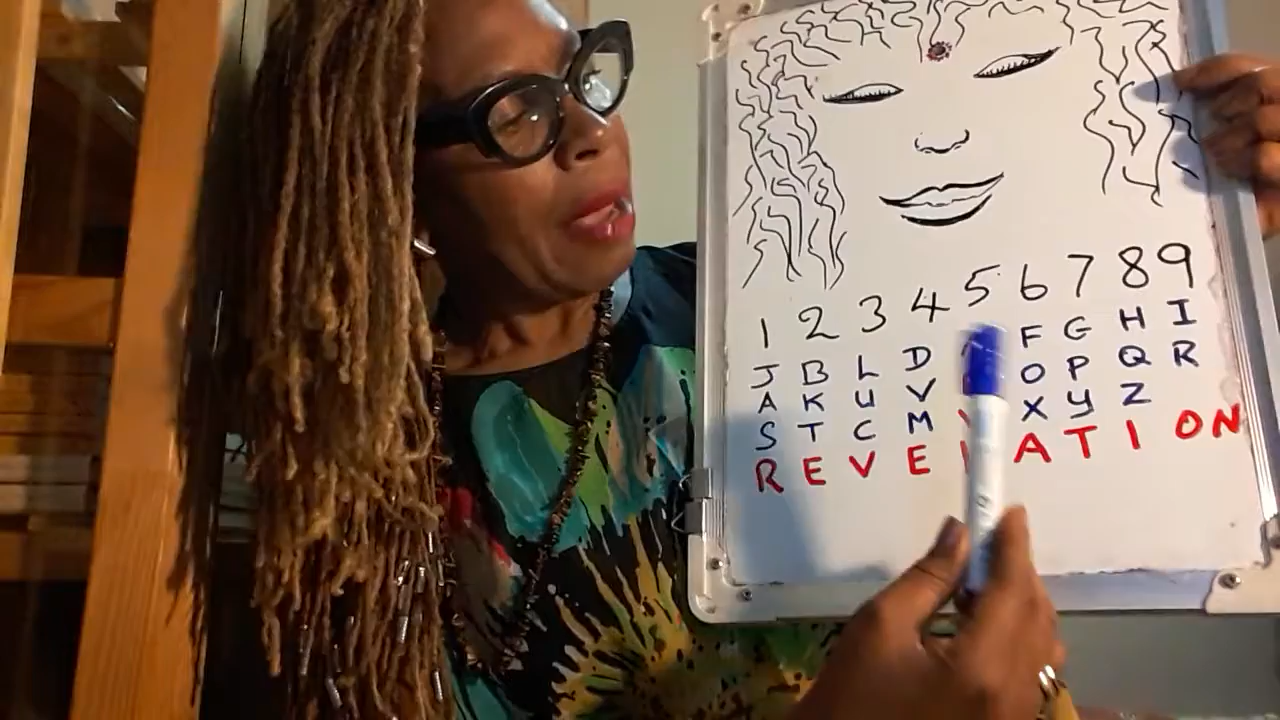 1 2 3 4 5 6 7 8 9
J B L D F G H I
A K U V O P Q R
S T C M X Y Z
R E V E A T I O N